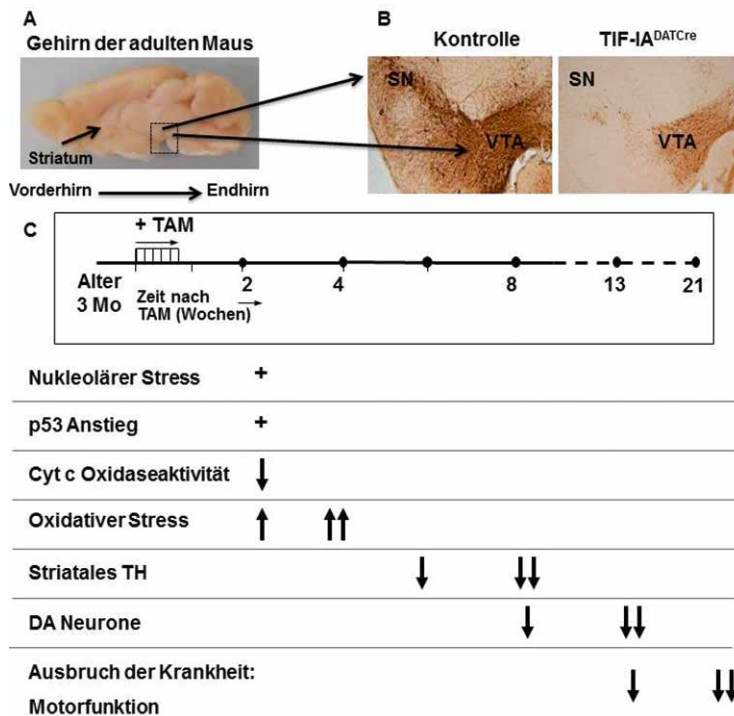 A
Gehirn der adulten Maus
Striatum
Vorderhirn
Endhirn
B
Kontrolle
TIF-IADATCre
SN
VTA
SN
VTA
C
+ TAM
Alter
3 Mo
Zeit nach
TAM (Wochen)
2
4
8
13
21
Nukleolärer Stress +
p53 Anstieg +
Cyt c Oxidaseaktivität ↓
Oxidativer Stress ↑ ↑↑
Striatales TH ↓ ↓↓
DA Neurone ↓ ↓↓
Ausbruch der Krankheit: ↓ ↓↓
Motorfunktion